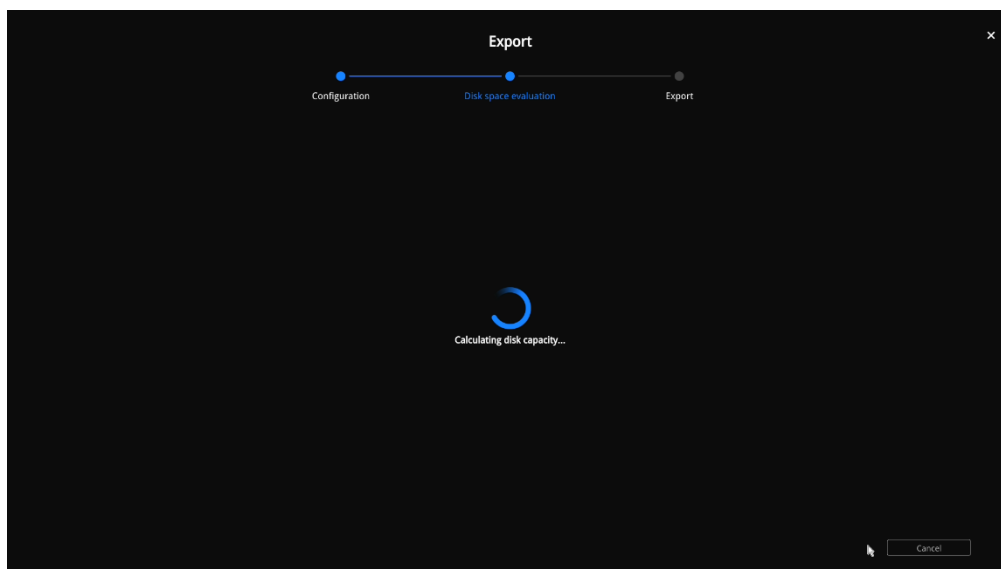 Export
Configuration
Disk space evaluation
Export
Calculating disk capacity...
Cancel